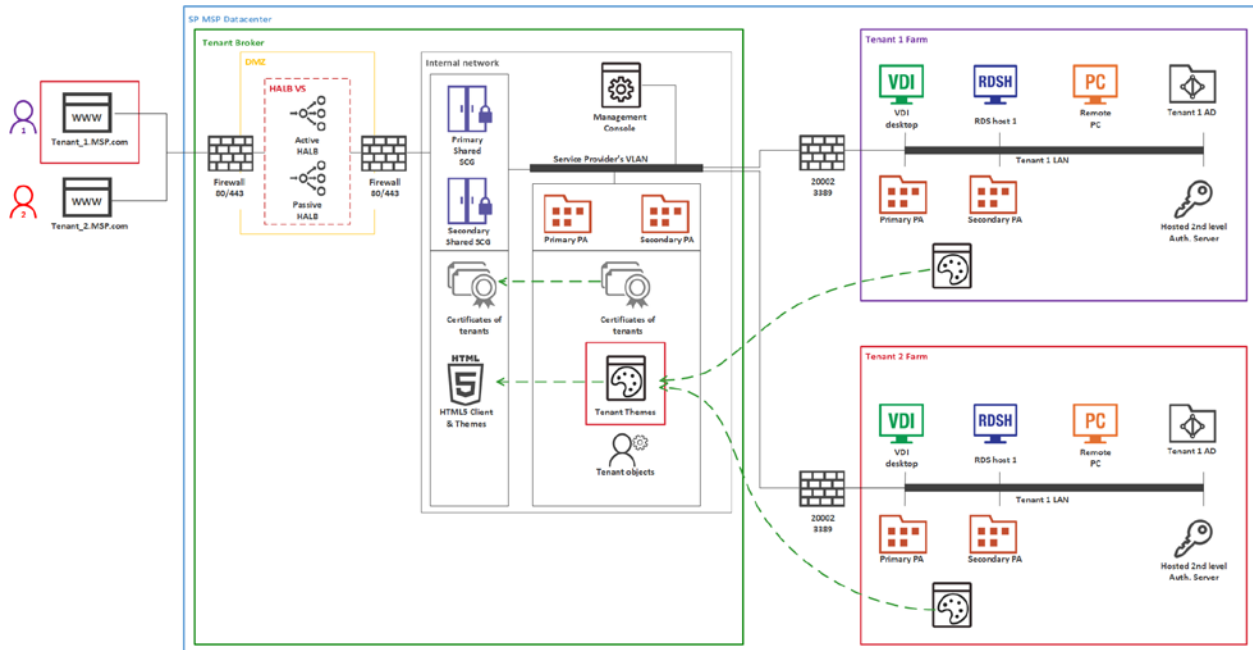 SP MSP Datacenter
Tenant Broker
DMZ
HALB VS
Active
HALB
Passive
HALB
1
WWW
Tenant_1.MSP.com
2
WWW
Tenant_2.MSP.com
Firewall
80/443
Firewall
80/443
Internal network
Primary
Shared
SCG
Secondary
Shared SCG
Management
Console
Service Provider's VLAN
Primary PA
Secondary PA
Certificates of
tenants
Certificates of
tenants
HTML
5
HTML5 Client
& Themes
Tenant Themes
Tenant objects
20002
3389
20002
3389
Tenant 1 Farm
VDI
VDI
desktop
RDSH
RDS host 1
PC
Remote
PC
Tenant 1 AD
Tenant 1 LAN
Primary PA
Secondary PA
Hosted 2nd level
Auth. Server
Tenant 2 Farm
VDI
VDI
desktop
RDSH
RDS host 1
PC
Remote
PC
Tenant 1 AD
Tenant 1 LAN
Primary PA
Secondary PA
Hosted 2nd level
Auth. Server